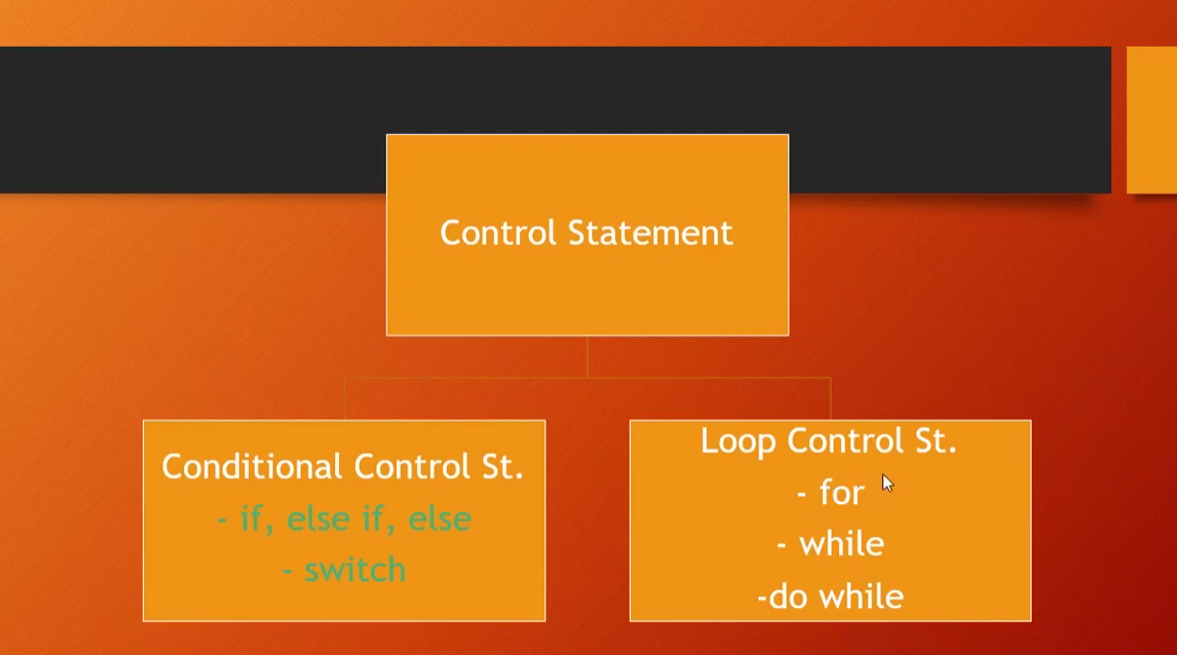 Control Statement
Conditional Control St.
- if, else if, else
- switch
Loop Control St.
- for
- while
-do while